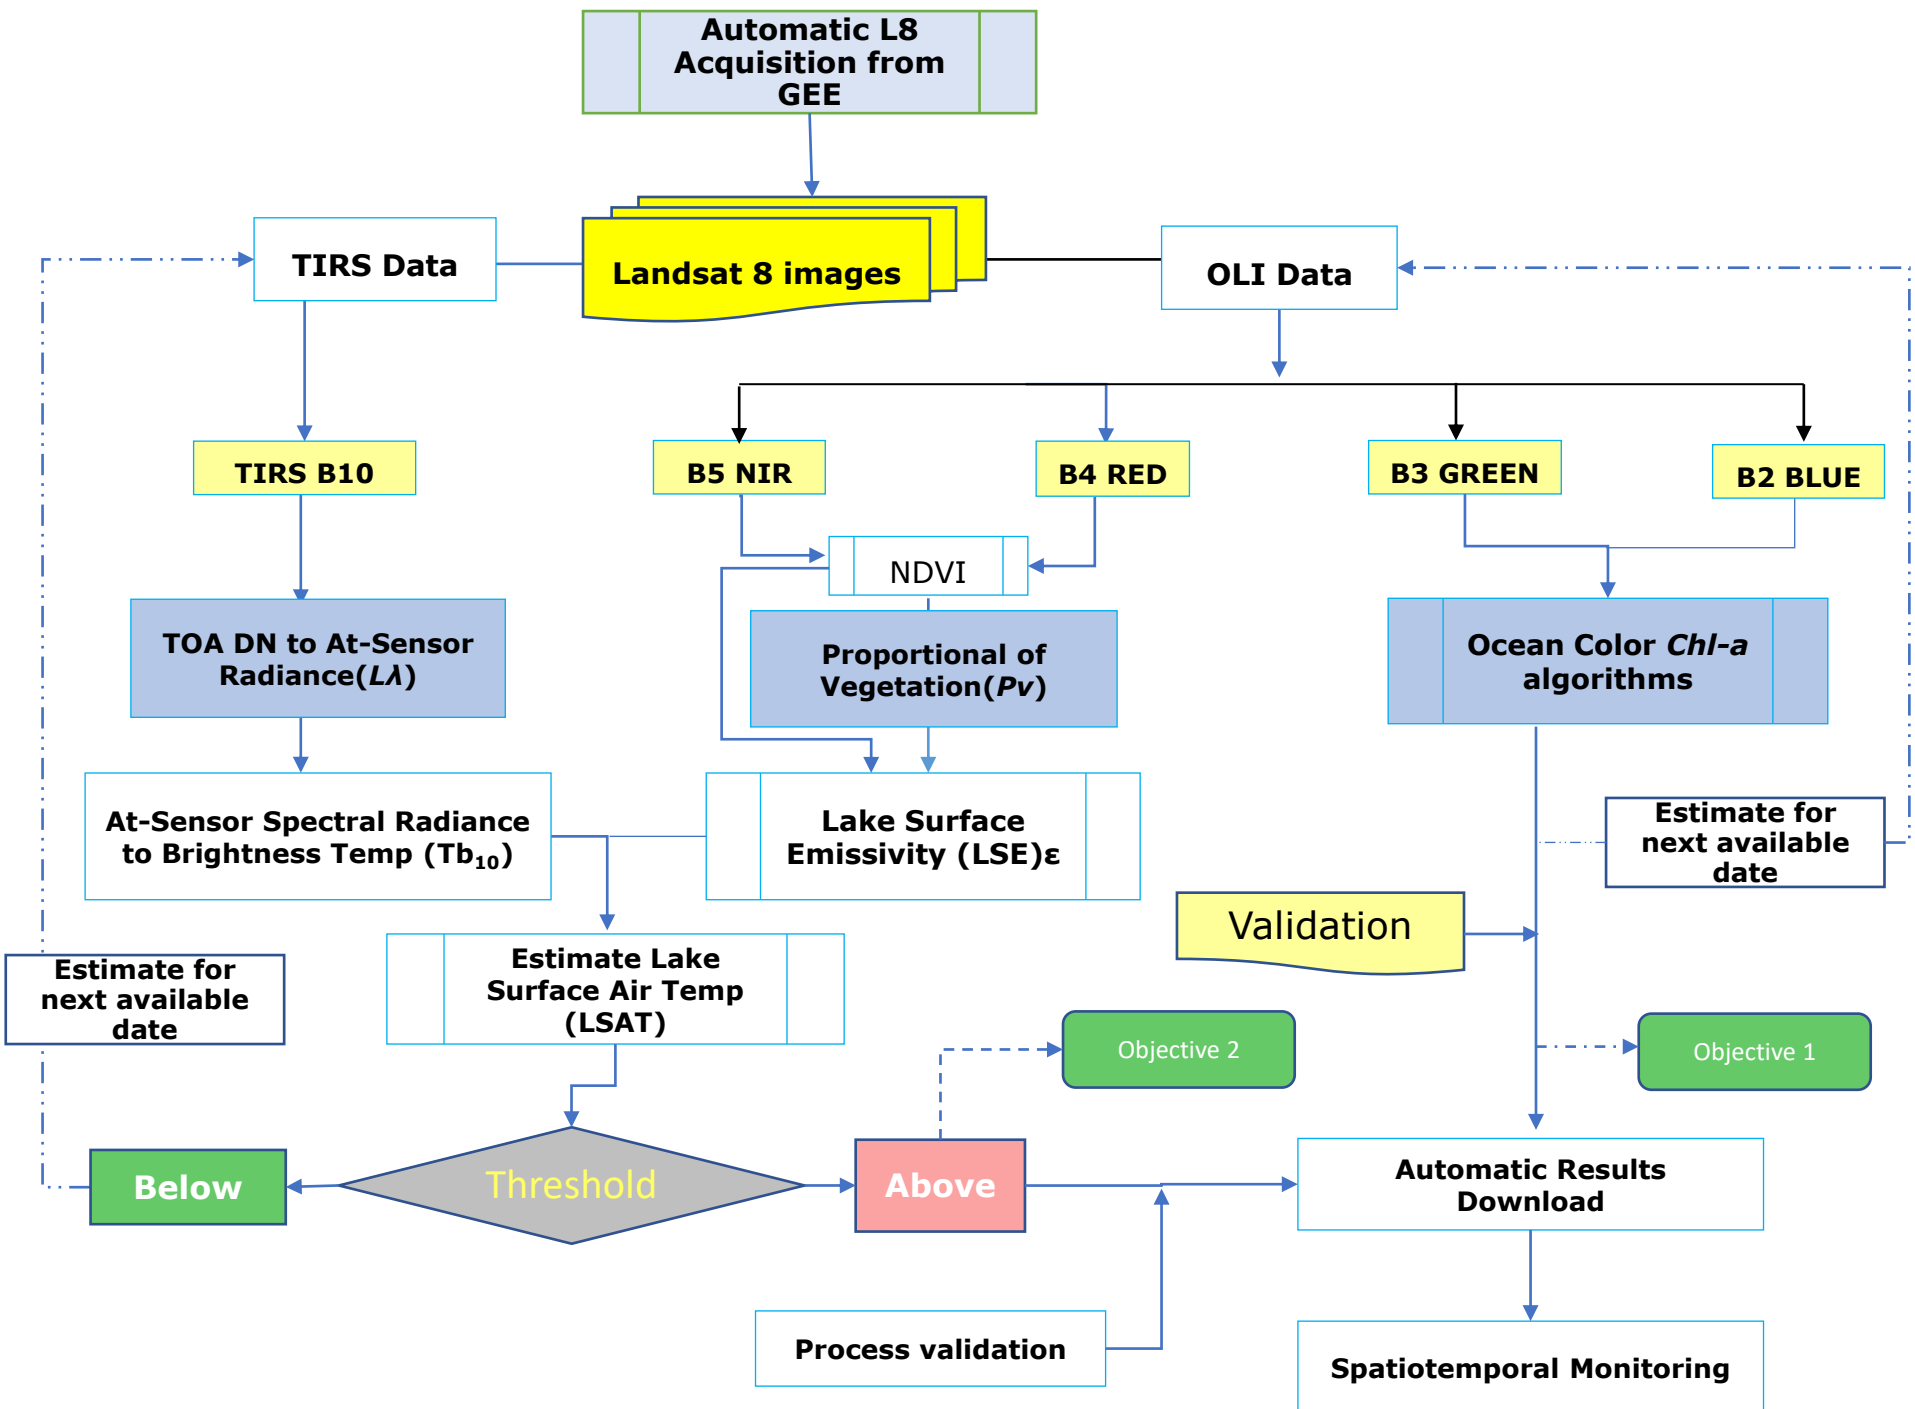 Automatic L8
Acquisition from
GEE
TIRS Data
Landsat 8 images
OLI Data
TIRS B10
B5 NIR
B4 RED
B3 GREEN
B2 BLUE
NDVI
TOA DN to At-Sensor
Radiance(Lλ)
Proportional of
Vegetation(Pv)
Ocean Color Chl-a
algorithms
At-Sensor Spectral Radiance
to Brightness Temp (Tb₁₀)
Lake Surface
Emissivity (LSE)ε
Estimate for
next available
date
Validation
Estimate for
next available
date
Estimate Lake
Surface Air Temp
(LSAT)
Objective 2
Objective 1
Below
Threshold
Above
Automatic Results
Download
Process validation
Spatiotemporal Monitoring